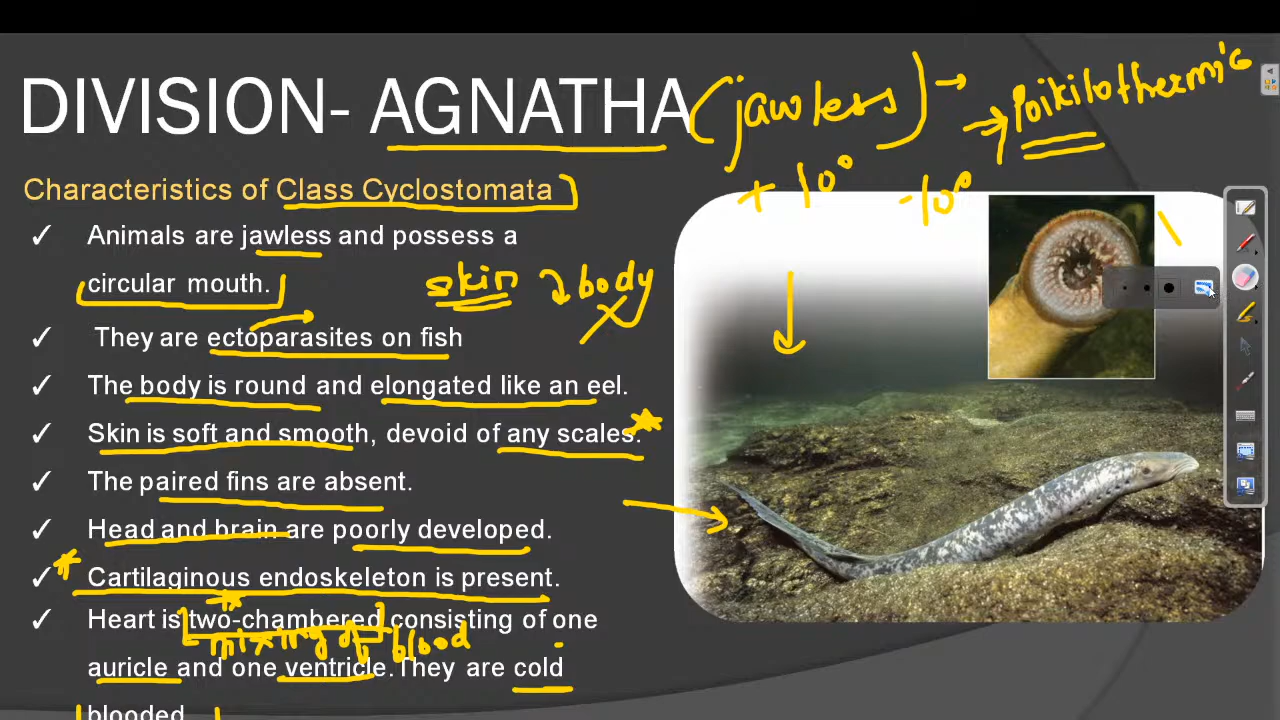 DIVISION- AGNATHA (jawless) →
→ Poikilothermic
+ 10° -10°
Characteristics of Class Cyclostomata
✓ Animals are jawless and possess a
circular mouth.
skin body
✓ They are ectoparasites on fish
✓ The body is round and elongated like an eel.
✓ Skin is soft and smooth, devoid of any scales.
✓ The paired fins are absent.
✓ Head and brain are poorly developed.
✓ Cartilaginous endoskeleton is present.
✓ Heart is two-chambered consisting of one
mixing of blood
auricle and one ventricle. They are cold
blooded